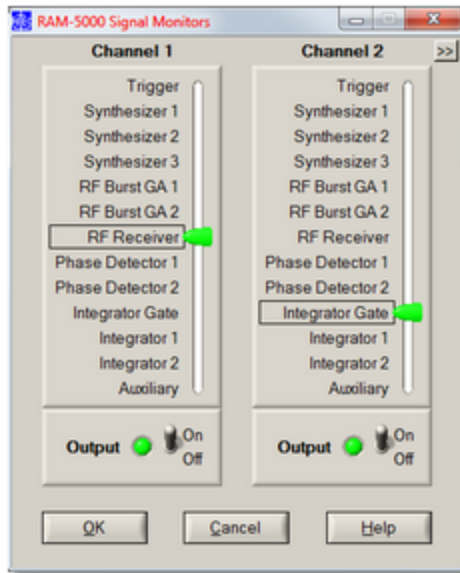 RAM-5000 Signal Monitors
Channel 1
Channel 2
>>
Trigger
Synthesizer 1
Synthesizer 2
Synthesizer 3
RF Burst GA 1
RF Burst GA 2
RF Receiver
Phase Detector 1
Phase Detector 2
Integrator Gate
Integrator 1
Integrator 2
Auxiliary
Trigger
Synthesizer 1
Synthesizer 2
Synthesizer 3
RF Burst GA 1
RF Burst GA 2
RF Receiver
Phase Detector 1
Phase Detector 2
Integrator Gate
Integrator 1
Integrator 2
Auxiliary
Output
On
Off
Output
On
Off
OK
Cancel
Help